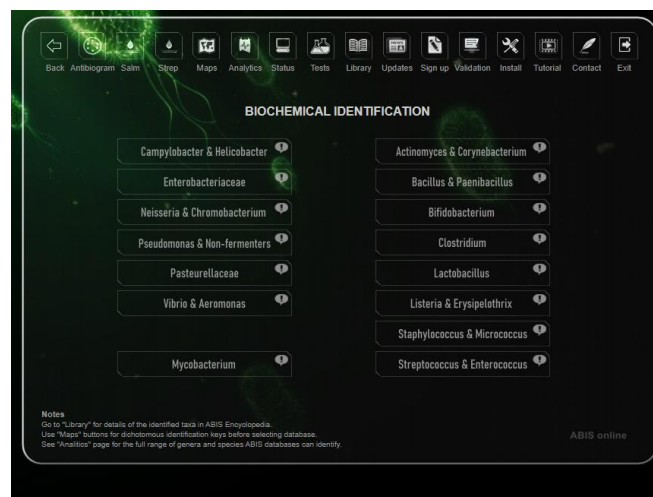 Back Antibiogram Salm Strep Maps Analytics Status Tests Library Updates Sign up Validation Install Tutorial Contact Exit
BIOCHEMICAL IDENTIFICATION
Campylobacter & Helicobacter
Enterobacteriaceae
Neisseria & Chromobacterium
Pseudomonas & Non-fermenters
Pasteurellaceae
Vibrio & Aeromonas
Mycobacterium
Actinomyces & Corynebacterium
Bacillus & Paenibacillus
Bifidobacterium
Clostridium
Lactobacillus
Listeria & Erysipelothrix
Staphylococcus & Micrococcus
Streptococcus & Enterococcus
Notes
Go to "Library" for details of the identified taxa in ABIS Encyclopedia.
Use "Maps" buttons for dichotomous identification keys before selecting database.
See "Analitics" page for the full range of genera and species ABIS databases can identify.
ABIS online